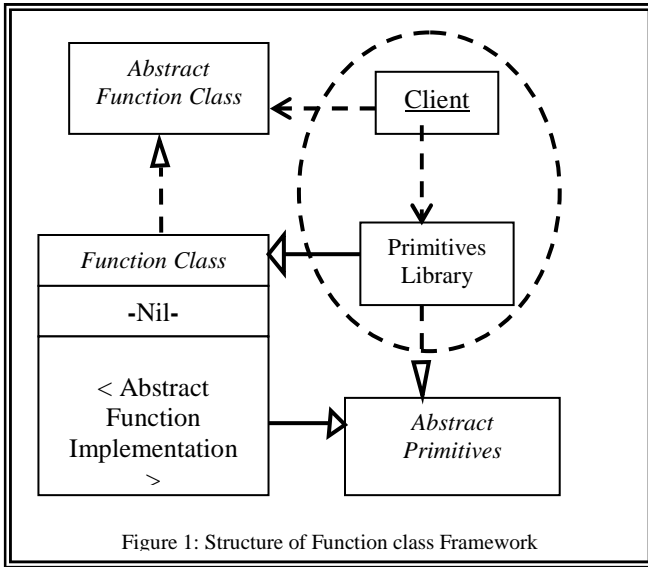 Abstract
Function Class
Client
Function Class
Primitives
Library
-Nil-
< Abstract
Function
Implementation
>
Abstract
Primitives
Figure 1: Structure of Function class Framework